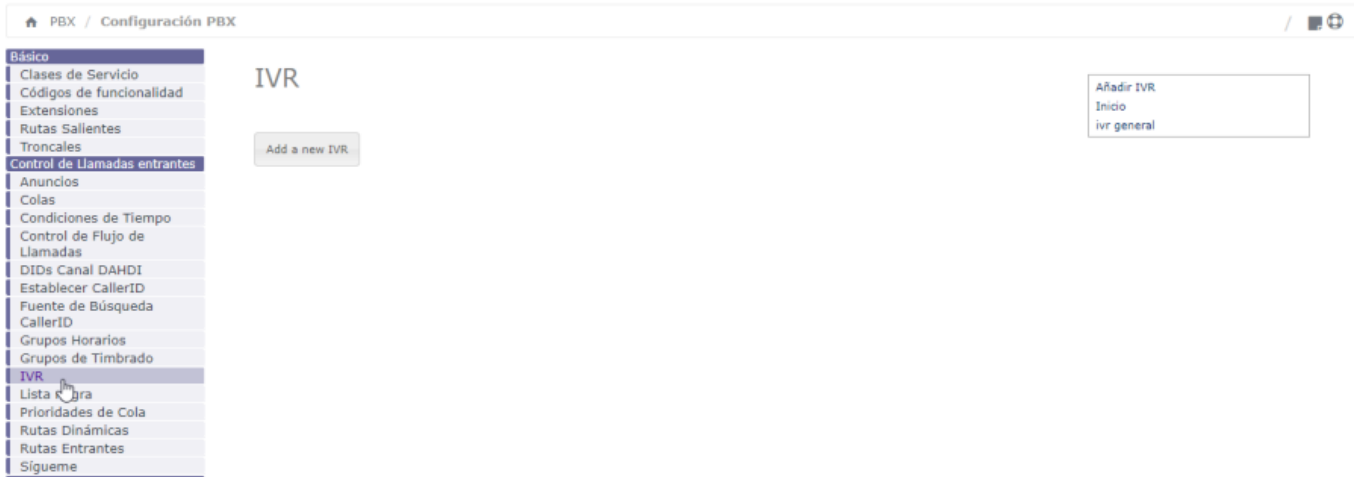 PBX / Configuración PBX /
Básico
Clases de Servicio
Códigos de funcionalidad
Extensiones
Rutas Salientes
Troncales
Control de Llamadas entrantes
Anuncios
Colas
Condiciones de Tiempo
Control de Flujo de
Llamadas
DIDs Canal DAHDI
Establecer CallerID
Fuente de Búsqueda
CallerID
Grupos Horarios
Grupos de Timbrado
IVR
Lista
Prioridades de Cola
Rutas Dinámicas
Rutas Entrantes
Sígueme
IVR
Add a new IVR
Añadir IVR
Inicio
ivr general